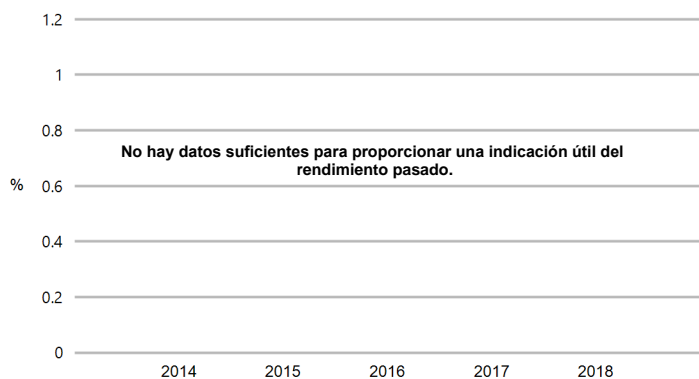 1.2
1
0.8
No hay datos suficientes para proporcionar una indicación útil del
rendimiento pasado.
%
0.6
0.4
0.2
0
2014 2015 2016 2017 2018